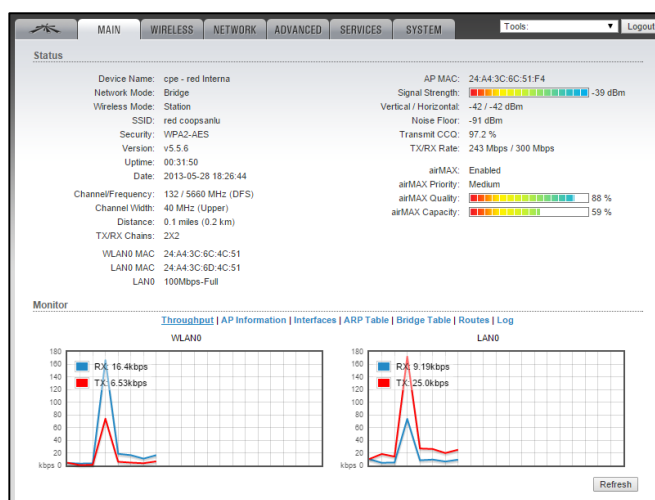 MAIN WIRELESS NETWORK ADVANCED SERVICES SYSTEM Tools: Logout
Status
Device Name: cpe - red Interna
Network Mode: Bridge
Wireless Mode: Station
SSID: red coopsanlu
Security: WPA2-AES
Version: v5.5.6
Uptime: 00:31:50
Date: 2013-05-28 18:26:44
Channel/Frequency: 132 / 5660 MHz (DFS)
Channel Width: 40 MHz (Upper)
Distance: 0.1 miles (0.2 km)
TX/RX Chains: 2X2
WLAN0 MAC 24:A4:3C:6C:4C:51
LAN0 MAC 24:A4:3C:6D:4C:51
LAN0 100Mbps-Full
AP MAC: 24:A4:3C:6C:51:F4
Signal Strength: -39 dBm
Vertical / Horizontal: -42 / -42 dBm
Noise Floor: -91 dBm
Transmit CCQ: 97.2 %
TX/RX Rate: 243 Mbps / 300 Mbps
airMAX: Enabled
airMAX Priority: Medium
airMAX Quality: 88 %
airMAX Capacity: 59 %
Monitor
Throughput | AP Information | Interfaces | ARP Table | Bridge Table | Routes | Log
WLAN0
180
160
140
120
100
80
60
40
20
kbps 0
RX: 16.4kbps
TX: 6.53kbps
LAN0
180
160
140
120
100
80
60
40
20
kbps 0
RX: 9.19kbps
TX: 25.0kbps
Refresh